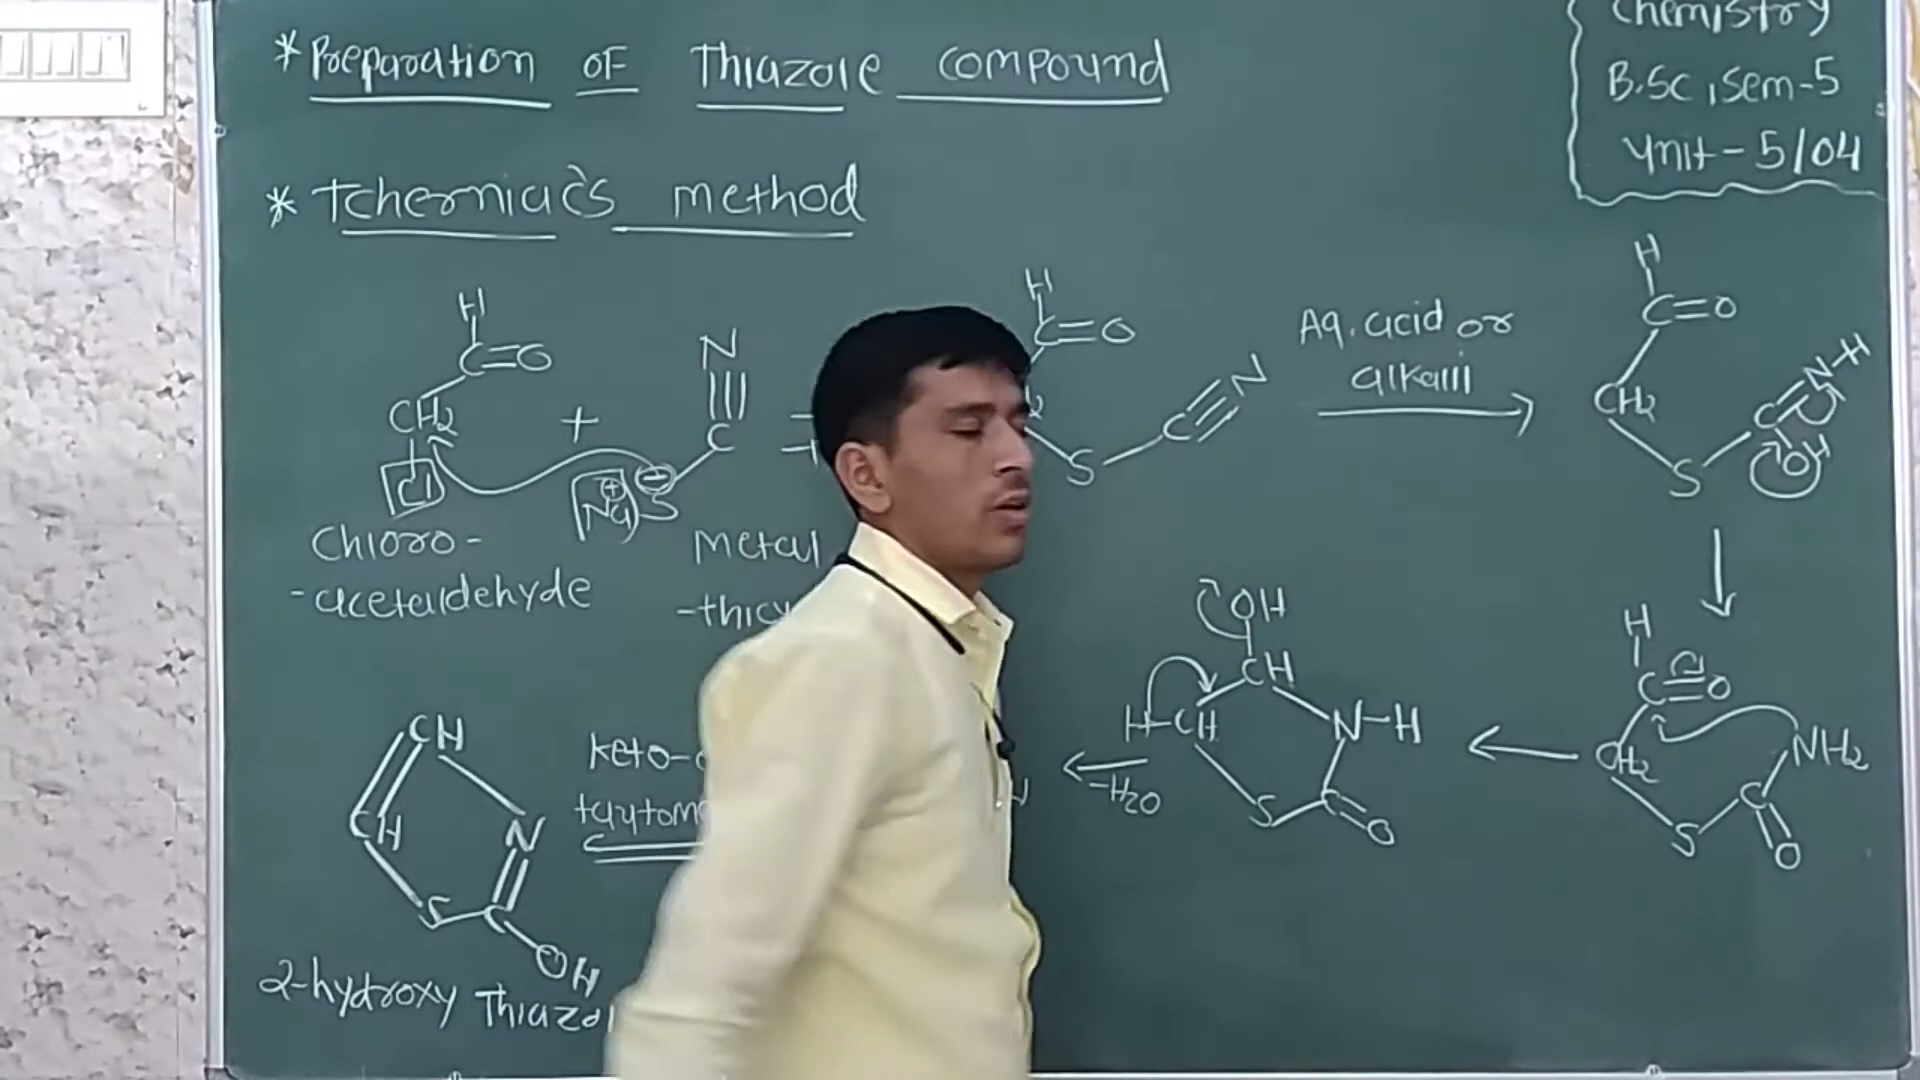 *Preparation of Thiazole compound
* Tcherniac's method
Chemistry
B.Sc, Sem-5
Unit - 5/04
H
C=O
CH2
Cl
+
N
|||
C
Na⊕
⊖
S
Chloro-
-acetaldehyde
Metal
H
C=O
S
C≡N
Aq. acid or
alkali
H
C=O
CH2
S
C=N-H
OH
H
C=O
CH2
NH2
S
O
OH
CH
H-CH
N-H
S
C=O
-H2O
Keto-
CH
CH
N
S
C
OH
2-hydroxy